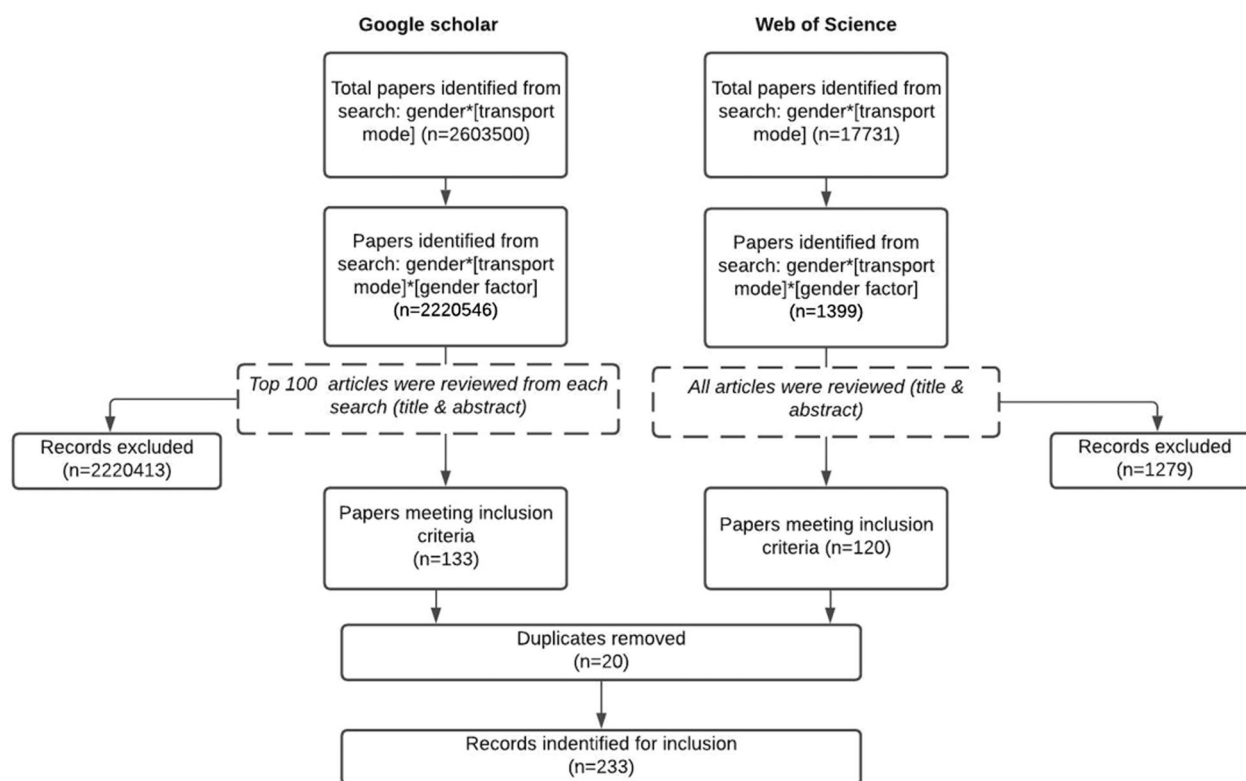 Google scholar
Web of Science
Total papers identified from
search: gender*[transport
mode] (n=2603500)
Total papers identified from
search: gender*[transport
mode] (n=17731)
Papers identified from
search: gender*[transport
mode]*[gender factor]
(n=2220546)
Papers identified from
search: gender*[transport
mode]*[gender factor]
(n=1399)
Top 100 articles were reviewed from each
search (title & abstract)
All articles were reviewed (title &
abstract)
Records excluded
(n=2220413)
Records excluded
(n=1279)
Papers meeting inclusion
criteria
(n=133)
Papers meeting inclusion
criteria (n=120)
Duplicates removed
(n=20)
Records indentified for inclusion
(n=233)